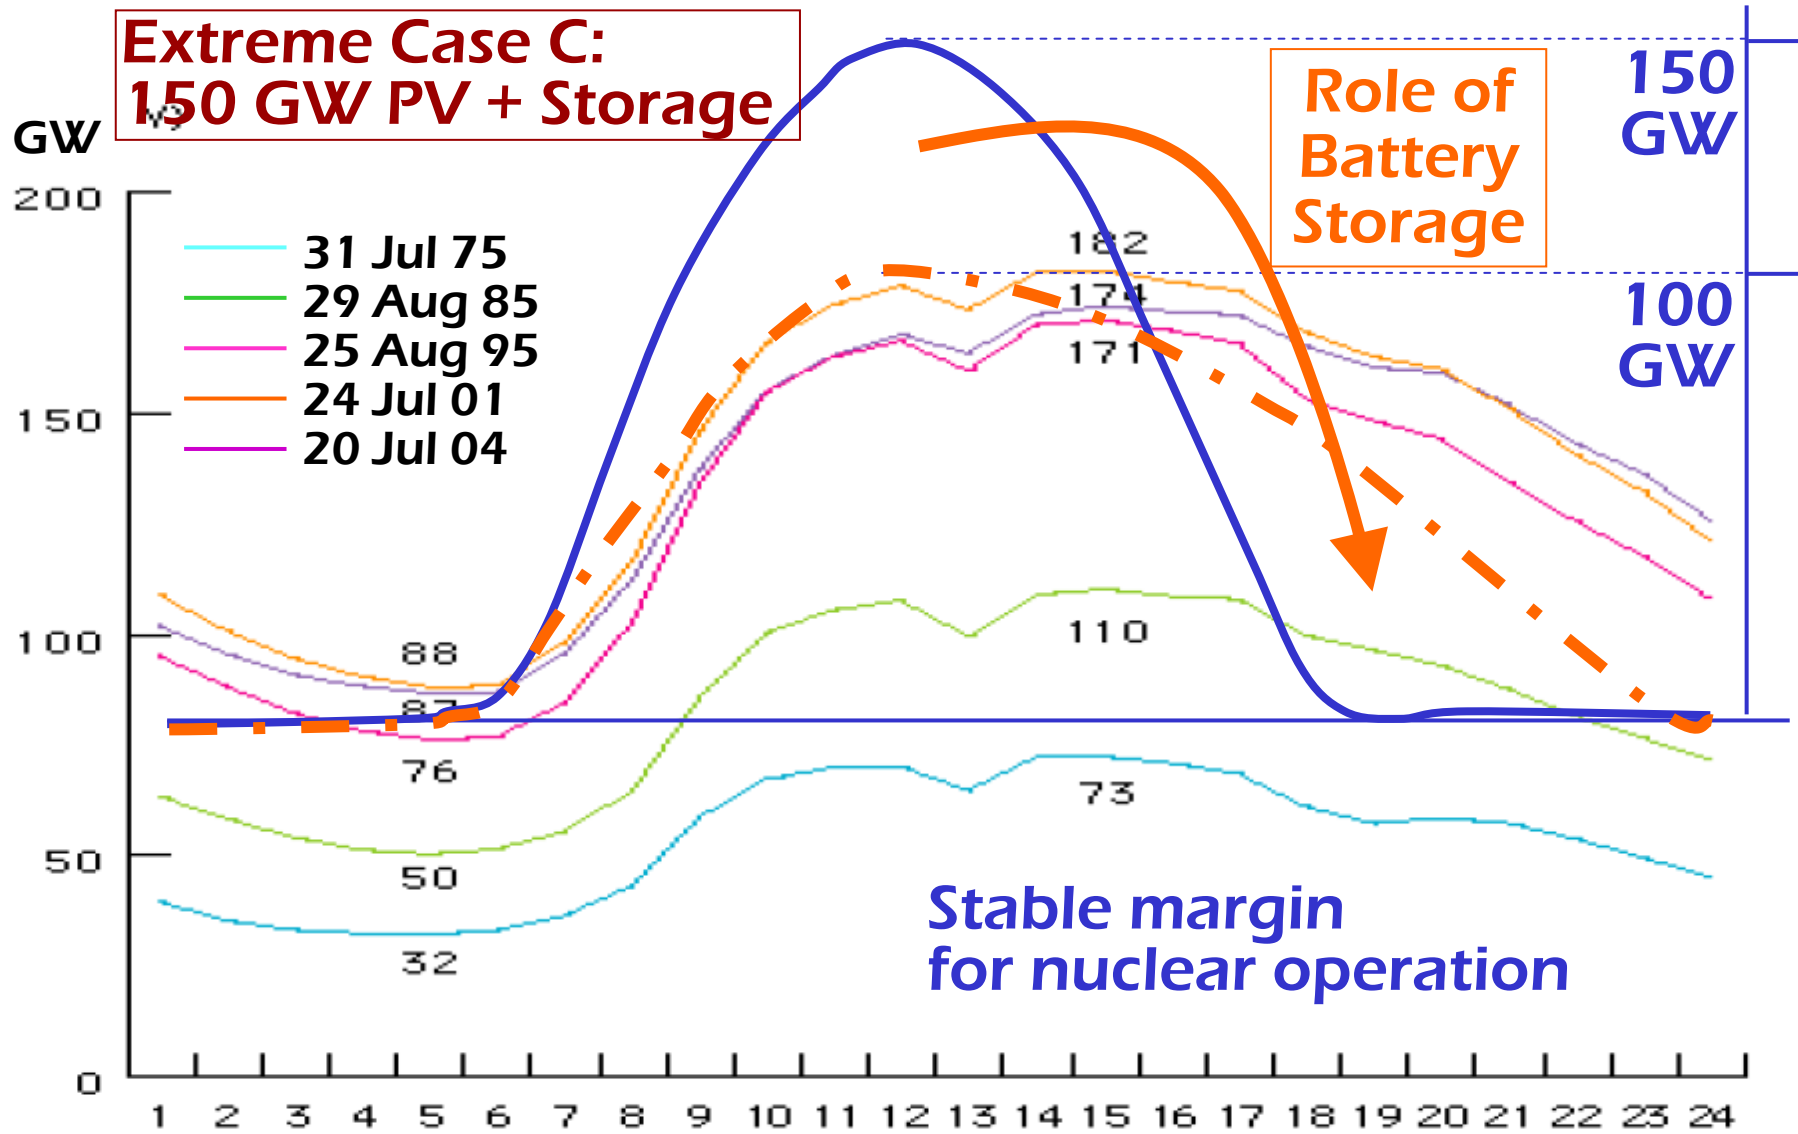 Extreme Case C:
150 GW PV + Storage
GW
200
150
100
50
0
31 Jul 75
29 Aug 85
25 Aug 95
24 Jul 01
20 Jul 04
Role of
Battery
Storage
150
GW
100
GW
182
174
171
110
73
88
87
76
50
32
Stable margin
for nuclear operation
1 2 3 4 5 6 7 8 9 10 11 12 13 14 15 16 17 18 19 20 21 22 23 24